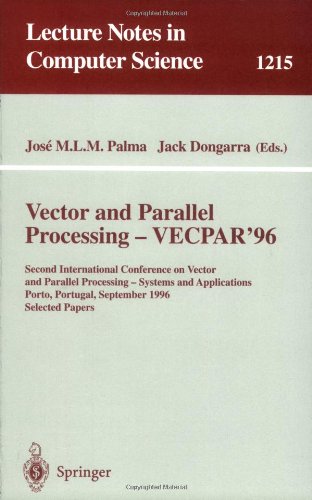 Lecture Notes in
Computer Science 1215
José M.L.M. Palma Jack Dongarra (Eds.)
Vector and Parallel
Processing – VECPAR'96
Second International Conference on Vector
and Parallel Processing – Systems and Applications
Porto, Portugal, September 1996
Selected Papers
Springer